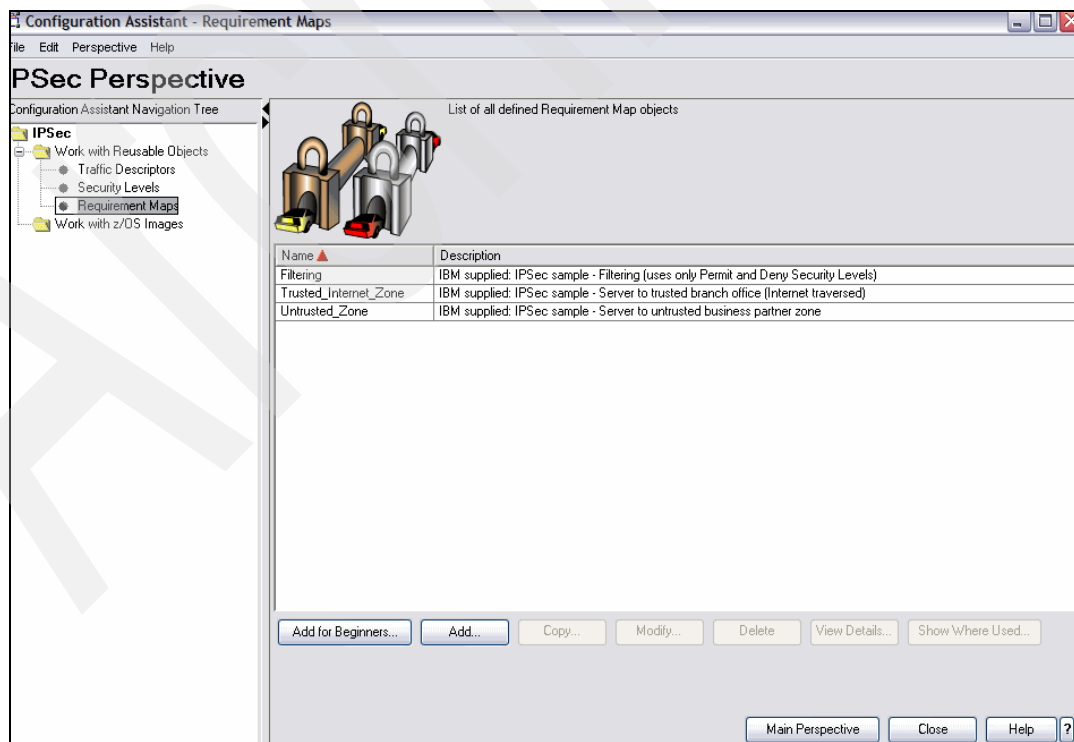 Configuration Assistant - Requirement Maps
File Edit Perspective Help
IPSec Perspective
Configuration Assistant Navigation Tree
IPSec
Work with Reusable Objects
Traffic Descriptors
Security Levels
Requirement Maps
Work with z/OS Images
List of all defined Requirement Map objects
Name Description
Filtering IBM supplied: IPSec sample - Filtering (uses only Permit and Deny Security Levels)
Trusted_Internet_Zone IBM supplied: IPSec sample - Server to trusted branch office (Internet traversed)
Untrusted_Zone IBM supplied: IPSec sample - Server to untrusted business partner zone
Add for Beginners... Add... Copy... Modify... Delete View Details... Show Where Used...
Main Perspective Close Help ?